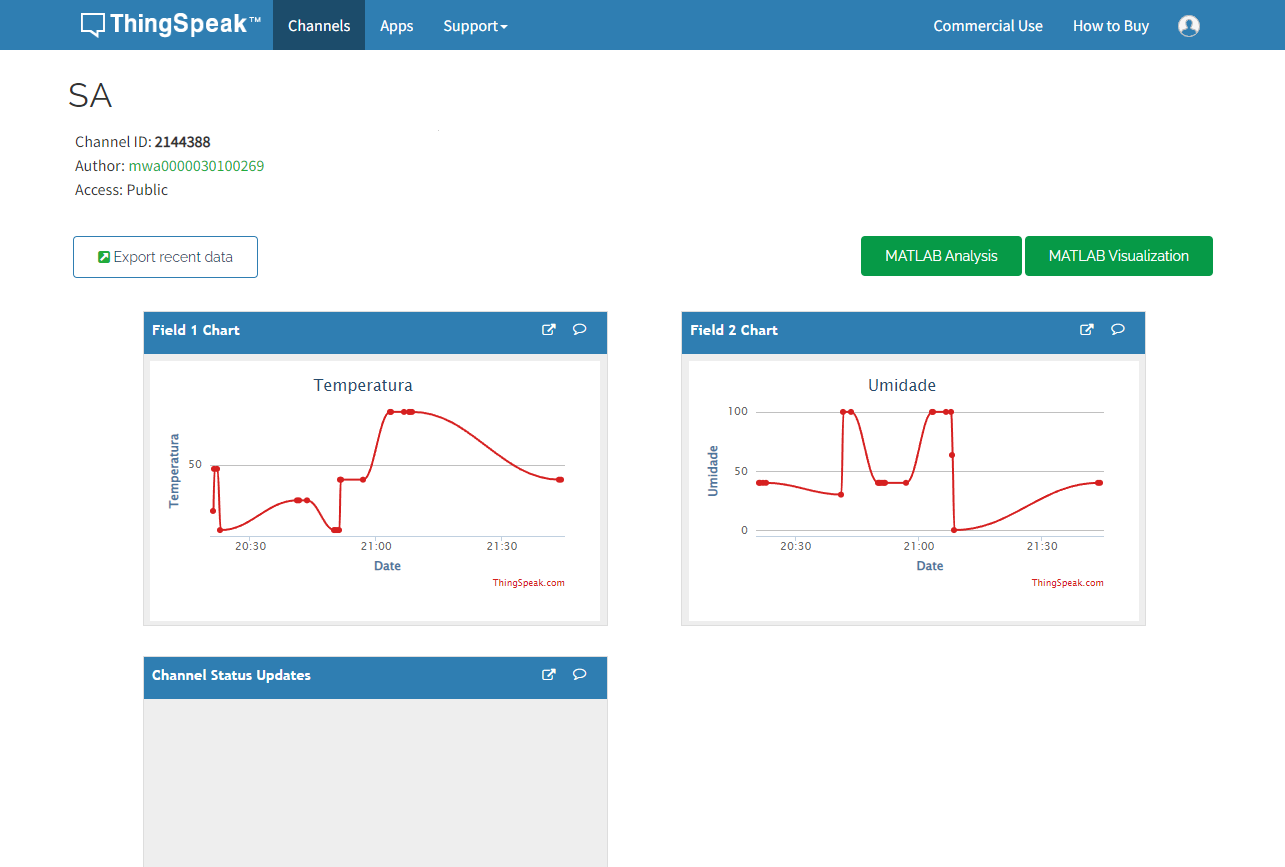 ThingSpeak™ Channels Apps Support Commercial Use How to Buy
SA
Channel ID: 2144388
Author: mwa0000030100269
Access: Public
Export recent data
MATLAB Analysis MATLAB Visualization
Field 1 Chart
Temperatura
Temperatura
50
20:30 21:00 21:30
Date
ThingSpeak.com
Field 2 Chart
Umidade
Umidade
100
50
0
20:30 21:00 21:30
Date
ThingSpeak.com
Channel Status Updates